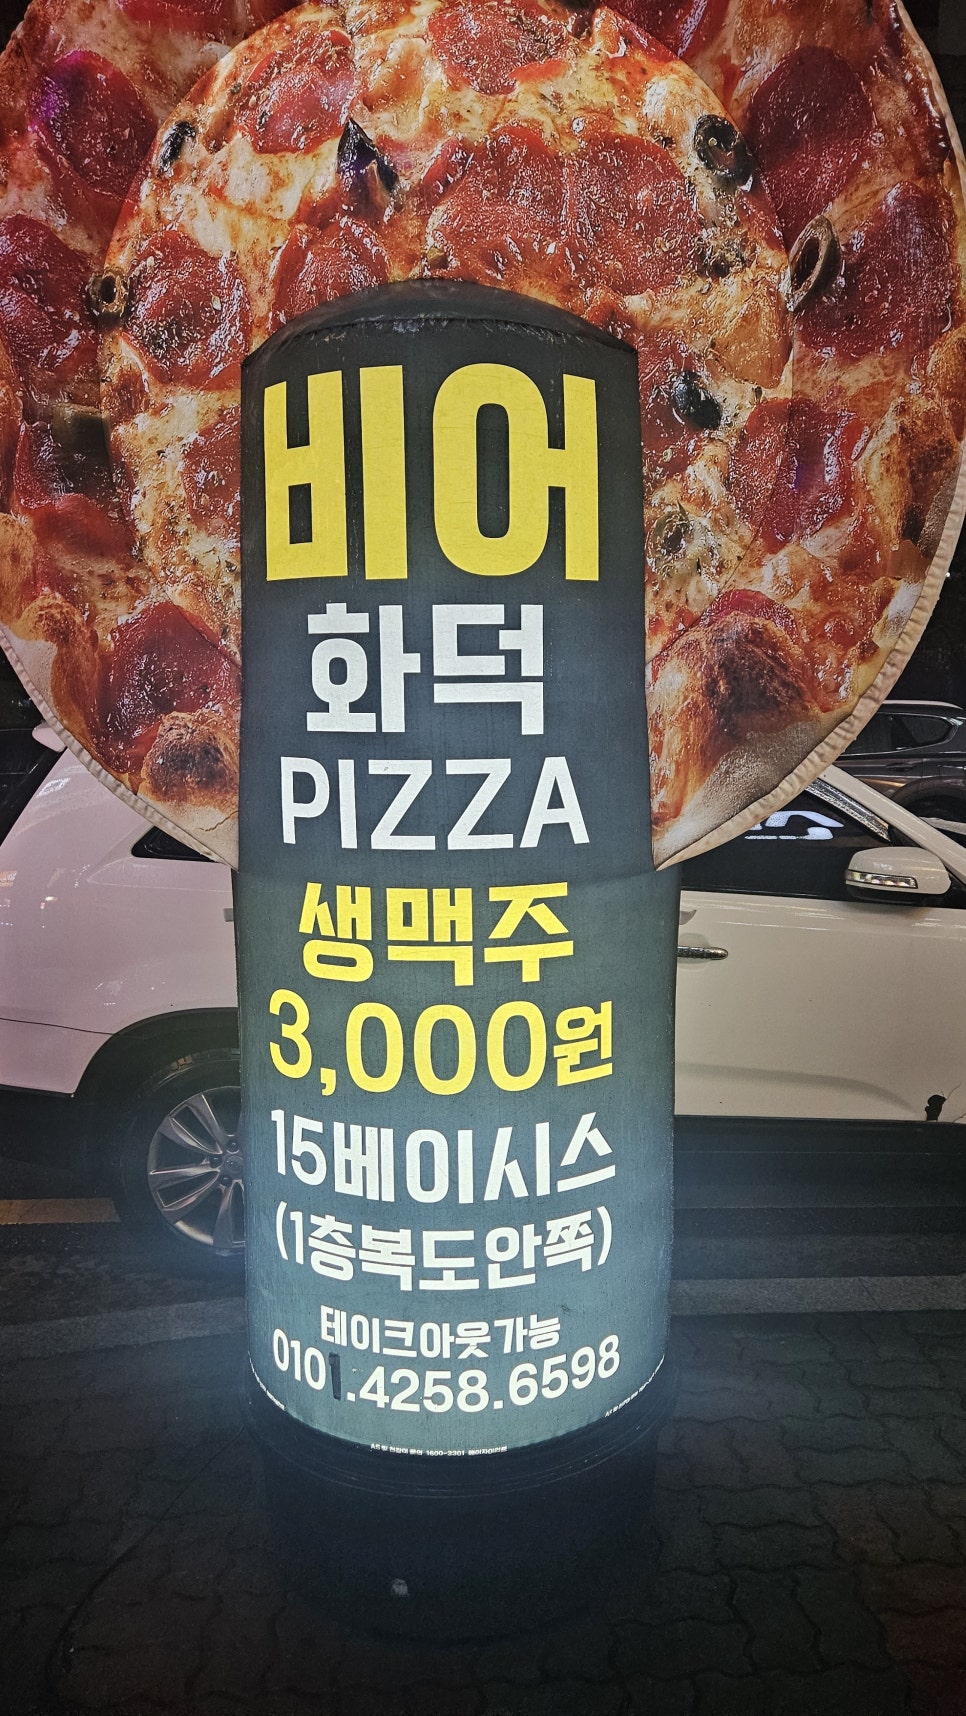 비어
화덕
PIZZA
생맥주
3,000원
15베이시스
(1층복도안쪽)
테이크아웃가능
010.4258.6598